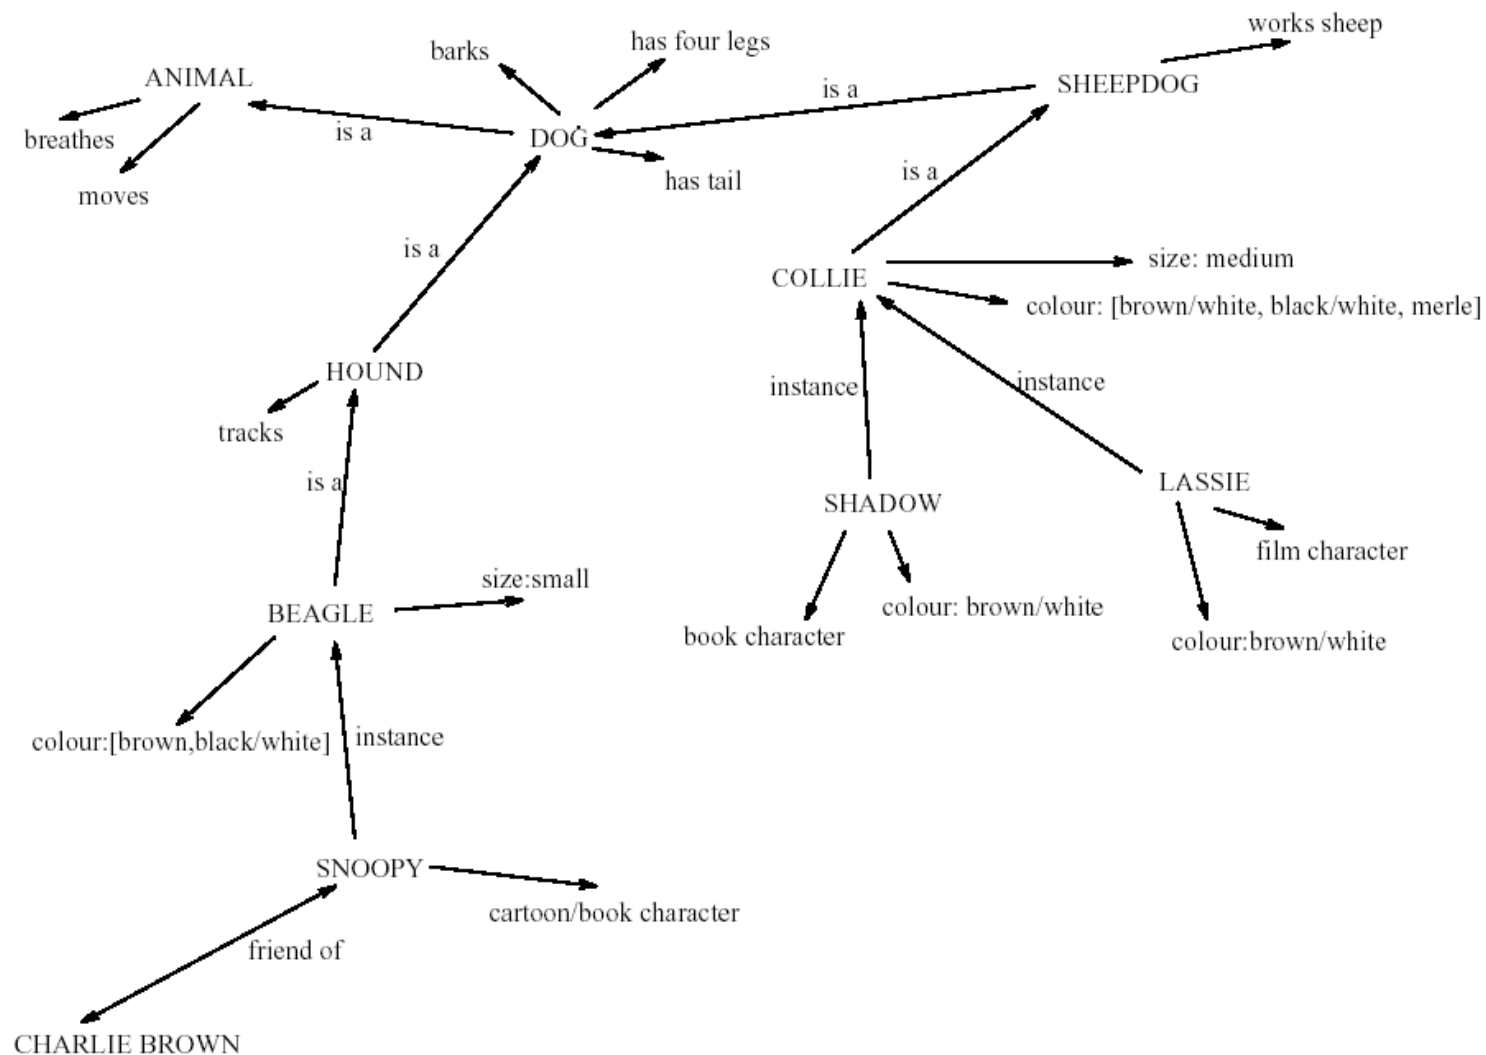 works sheep
has four legs
barks
ANIMAL
SHEEPDOG
is a
is a
DOG
breathes
has tail
moves
is a
is a
COLLIE
size: medium
colour: [brown/white, black/white, merle]
HOUND
instance
instance
tracks
is a
LASSIE
SHADOW
film character
size:small
colour: brown/white
BEAGLE
book character
colour:brown/white
colour:[brown,black/white]
instance
SNOOPY
cartoon/book character
friend of
CHARLIE BROWN